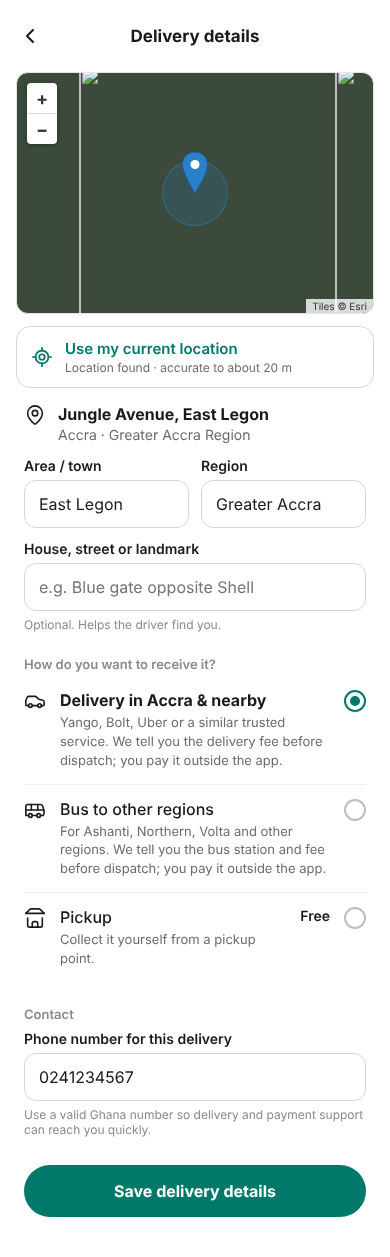 Delivery details
+
−
Tiles © Esri
Use my current location
Location found · accurate to about 20 m
Jungle Avenue, East Legon
Accra · Greater Accra Region
Area / town
Region
East Legon
Greater Accra
House, street or landmark
e.g. Blue gate opposite Shell
Optional. Helps the driver find you.
How do you want to receive it?
Delivery in Accra & nearby
Yango, Bolt, Uber or a similar trusted
service. We tell you the delivery fee before
dispatch; you pay it outside the app.
Bus to other regions
For Ashanti, Northern, Volta and other
regions. We tell you the bus station and fee
before dispatch; you pay it outside the app.
Pickup
Free
Collect it yourself from a pickup
point.
Contact
Phone number for this delivery
0241234567
Use a valid Ghana number so delivery and payment support
can reach you quickly.
Save delivery details